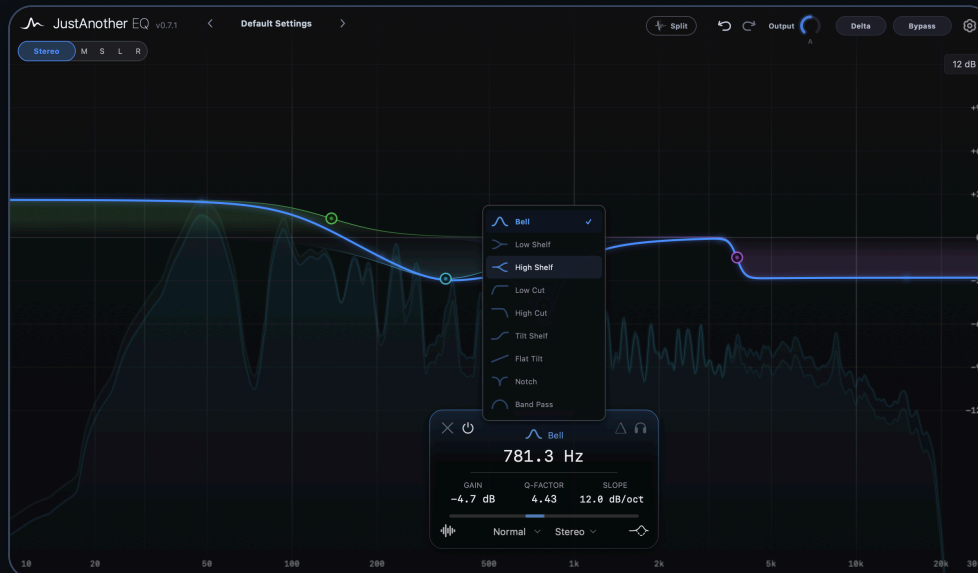 JustAnother EQ v0.7.1
Default Settings
Split
Output
A
Delta
Bypass
Stereo M S L R
12 dB
Bell
Low Shelf
High Shelf
Low Cut
High Cut
Tilt Shelf
Flat Tilt
Notch
Band Pass
Bell
781.3 Hz
GAIN Q-FACTOR SLOPE
-4.7 dB 4.43 12.0 dB/oct
Normal Stereo
10 20 50 100 200 500 1k 2k 5k 10k 20k